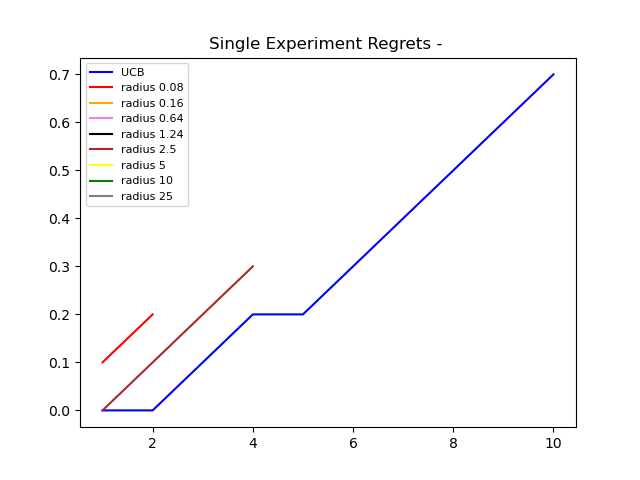 Single Experiment Regrets -
UCB
radius 0.08
radius 0.16
radius 0.64
radius 1.24
radius 2.5
radius 5
radius 10
radius 25
0.7
0.6
0.5
0.4
0.3
0.2
0.1
0.0
2 4 6 8 10